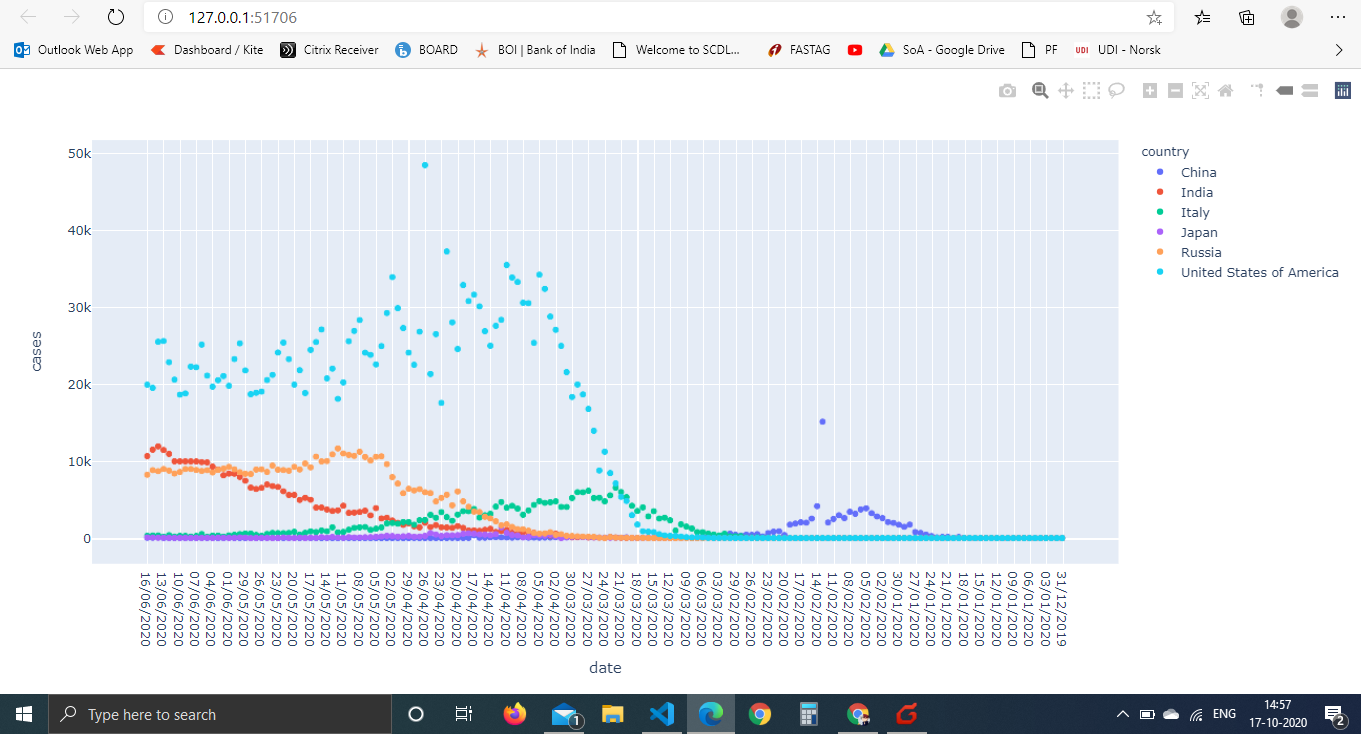 127.0.0.1:51706
Outlook Web App
Dashboard / Kite
Citrix Receiver
BOARD
BOI | Bank of India
Welcome to SCDL...
FASTAG
SoA - Google Drive
PF
UDI
UDI - Norsk
50k
40k
30k
20k
10k
0
cases
country
China
India
Italy
Japan
Russia
United States of America
16/06/2020
13/06/2020
10/06/2020
07/06/2020
04/06/2020
01/06/2020
29/05/2020
26/05/2020
23/05/2020
20/05/2020
17/05/2020
14/05/2020
11/05/2020
08/05/2020
05/05/2020
02/05/2020
29/04/2020
26/04/2020
23/04/2020
20/04/2020
17/04/2020
14/04/2020
11/04/2020
08/04/2020
05/04/2020
02/04/2020
30/03/2020
27/03/2020
24/03/2020
21/03/2020
18/03/2020
15/03/2020
12/03/2020
09/03/2020
06/03/2020
03/03/2020
29/02/2020
26/02/2020
23/02/2020
20/02/2020
17/02/2020
14/02/2020
11/02/2020
08/02/2020
05/02/2020
02/02/2020
30/01/2020
27/01/2020
24/01/2020
21/01/2020
18/01/2020
15/01/2020
12/01/2020
09/01/2020
06/01/2020
03/01/2020
31/12/2019
date
Type here to search
1
ENG
14:57
17-10-2020
2